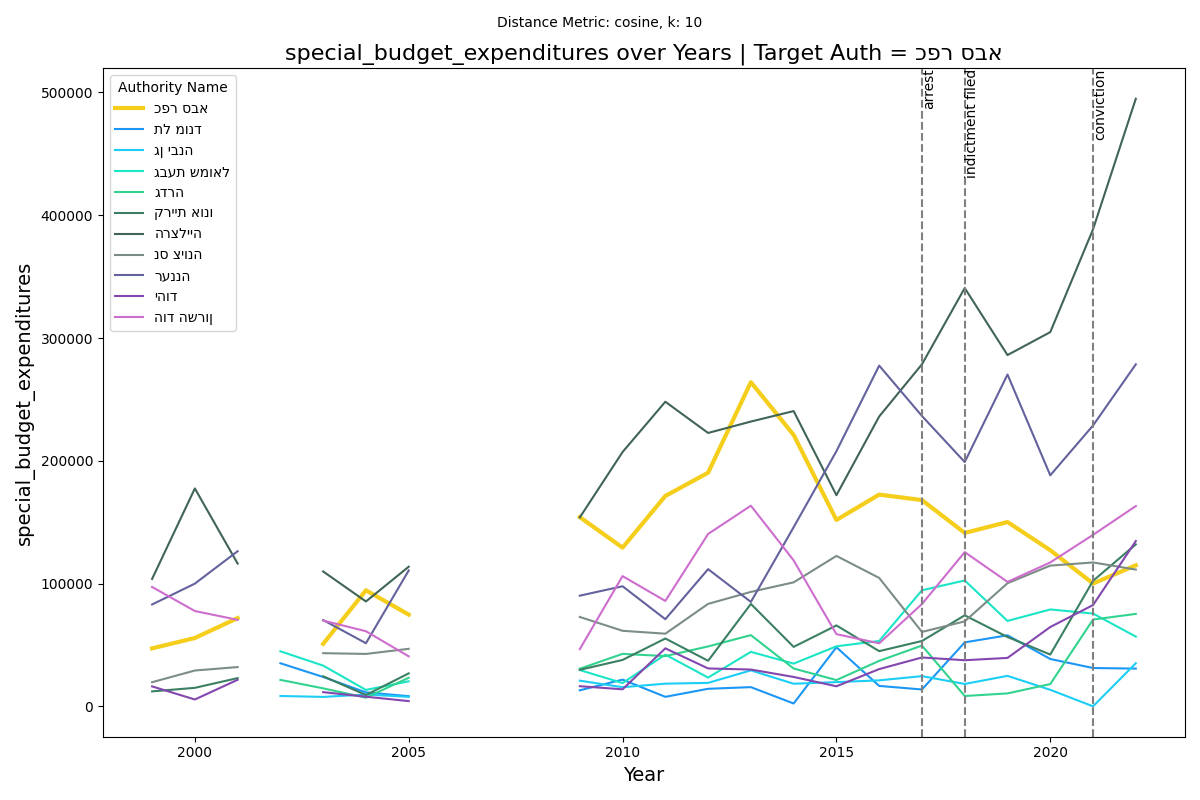 Distance Metric: cosine, k: 10
special_budget_expenditures over Years | Target Auth = כפר סבא
Authority Name
כפר סבא
תל מונד
גן יבנה
גבעת שמואל
גדרה
קריית אונו
הרצלייה
נס ציונה
רעננה
יהוד
הוד השרון
arrest
indictment filed
conviction
500000
400000
300000
200000
100000
0
special_budget_expenditures
2000
2005
2010
2015
2020
Year